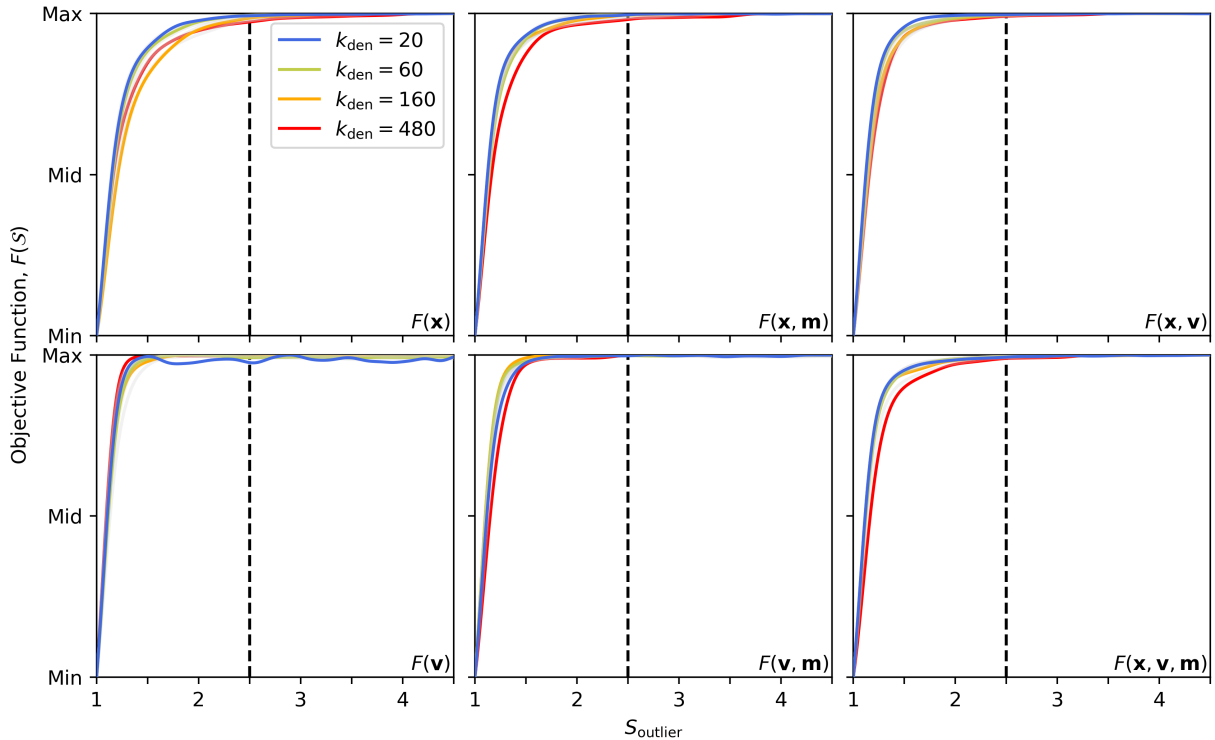 Objective Function, F(𝒮)
Max
Mid
Min
k_den = 20
k_den = 60
k_den = 160
k_den = 480
F(x)
F(x, m)
F(x, v)
Max
Mid
Min
F(v)
F(v, m)
F(x, v, m)
1 2 3 4 1 2 3 4 1 2 3 4
S_outlier